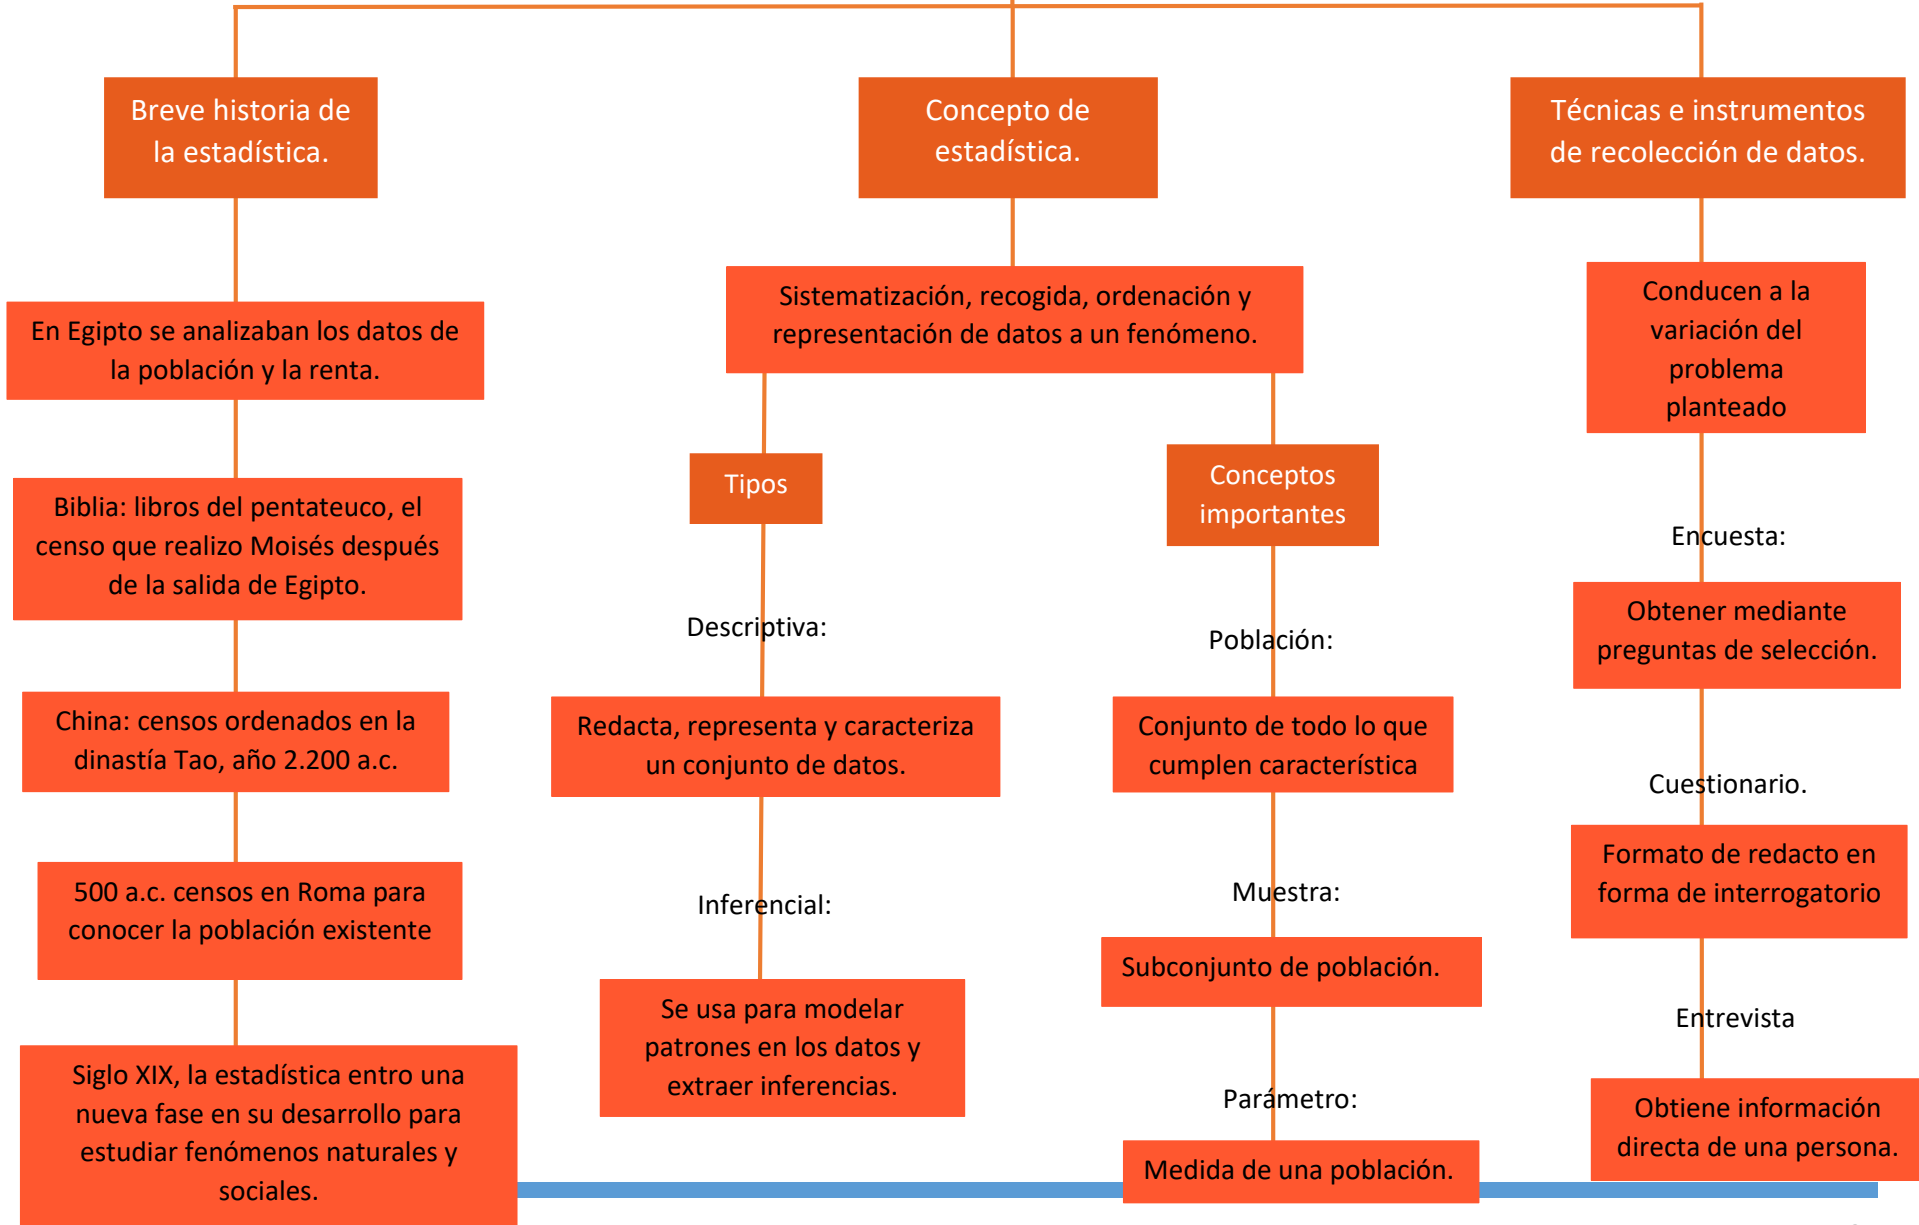 Breve historia de
la estadística.
En Egipto se analizaban los datos de
la población y la renta.
Biblia: libros del pentateuco, el
censo que realizo Moisés después
de la salida de Egipto.
China: censos ordenados en la
dinastía Tao, año 2.200 a.c.
500 a.c. censos en Roma para
conocer la población existente
Siglo XIX, la estadística entro una
nueva fase en su desarrollo para
estudiar fenómenos naturales y
sociales.
Concepto de
estadística.
Sistematización, recogida, ordenación y
representación de datos a un fenómeno.
Tipos
Descriptiva:
Redacta, representa y caracteriza
un conjunto de datos.
Inferencial:
Se usa para modelar
patrones en los datos y
extraer inferencias.
Conceptos
importantes
Población:
Conjunto de todo lo que
cumplen característica
Muestra:
Subconjunto de población.
Parámetro:
Medida de una población.
Técnicas e instrumentos
de recolección de datos.
Conducen a la
variación del
problema
planteado
Encuesta:
Obtener mediante
preguntas de selección.
Cuestionario.
Formato de redacto en
forma de interrogatorio
Entrevista
Obtiene información
directa de una persona.